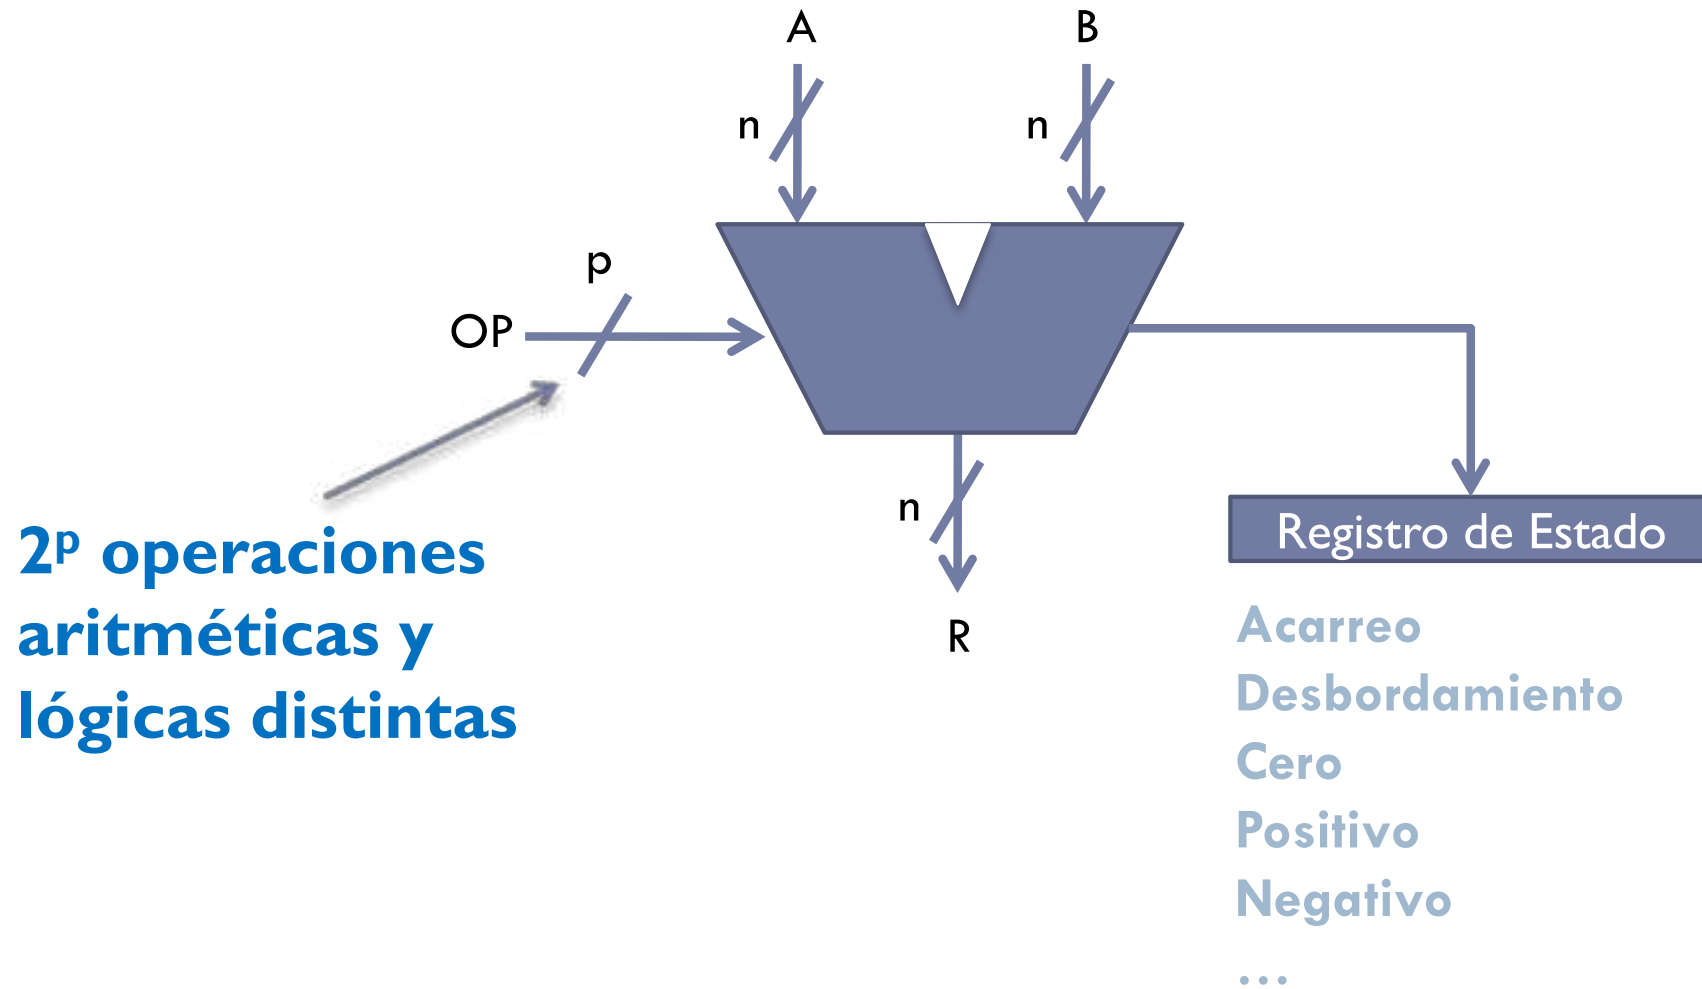 A
B
n
n
p
OP
n
R
2ᵖ operaciones
aritméticas y
lógicas distintas
Registro de Estado
Acarreo
Desbordamiento
Cero
Positivo
Negativo
...